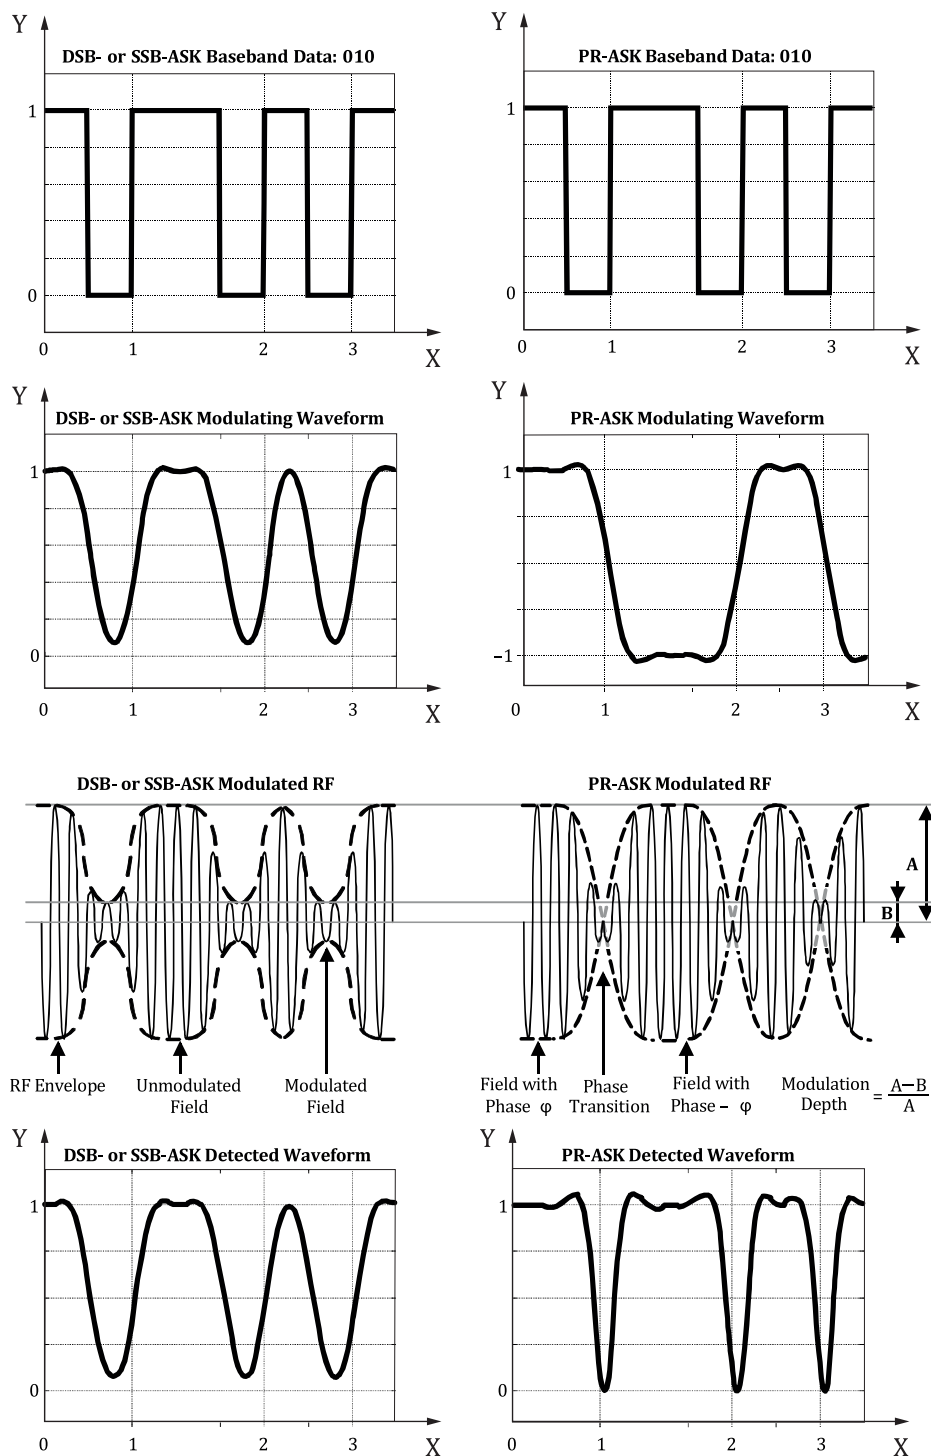 Y
DSB- or SSB-ASK Baseband Data: 010
1
0
0 1 2 3
X
Y
PR-ASK Baseband Data: 010
1
0
0 1 2 3
X
Y
DSB- or SSB-ASK Modulating Waveform
1
0
0 1 2 3
X
Y
PR-ASK Modulating Waveform
1
−1
0 1 2 3
X
DSB- or SSB-ASK Modulated RF
RF Envelope
Unmodulated
Field
Modulated
Field
PR-ASK Modulated RF
A
B
Field with
Phase φ
Phase
Transition
Field with
Phase − φ
Modulation
Depth
= A−B
A
Y
DSB- or SSB-ASK Detected Waveform
1
0
0 1 2 3
X
Y
PR-ASK Detected Waveform
1
0
0 1 2 3
X